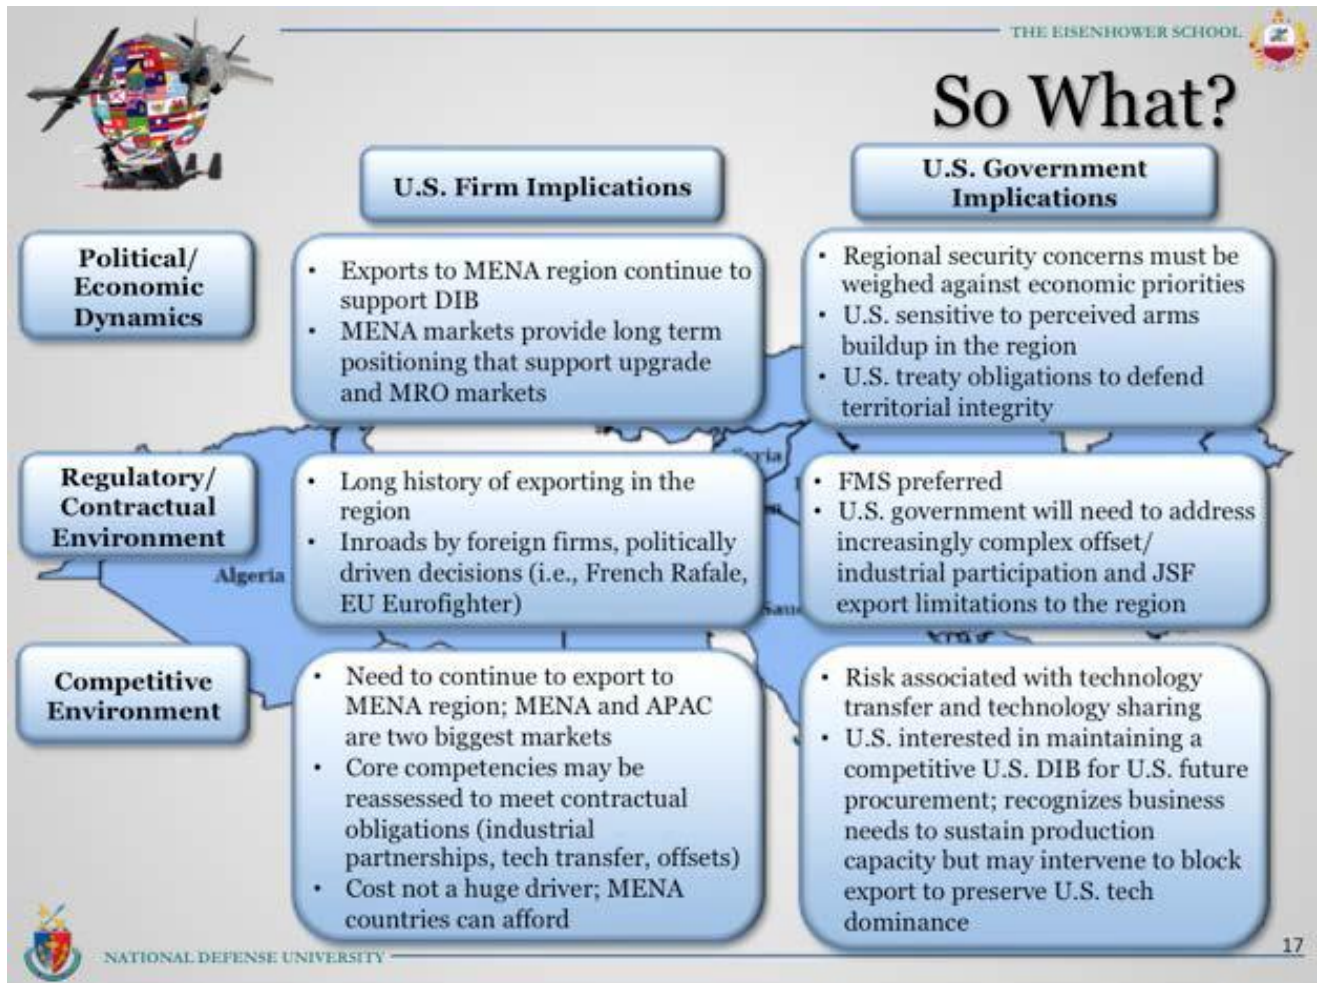 THE EISENHOWER SCHOOL
So What?
U.S. Firm Implications
U.S. Government
Implications
Political/
Economic
Dynamics
• Exports to MENA region continue to
support DIB
• MENA markets provide long term
positioning that support upgrade
and MRO markets
• Regional security concerns must be
weighed against economic priorities
• U.S. sensitive to perceived arms
buildup in the region
• U.S. treaty obligations to defend
territorial integrity
Regulatory/
Contractual
Environment
• Long history of exporting in the
region
• Inroads by foreign firms, politically
driven decisions (i.e., French Rafale,
EU Eurofighter)
• FMS preferred
• U.S. government will need to address
increasingly complex offset/
industrial participation and JSF
export limitations to the region
Algeria
Competitive
Environment
• Need to continue to export to
MENA region; MENA and APAC
are two biggest markets
• Core competencies may be
reassessed to meet contractual
obligations (industrial
partnerships, tech transfer, offsets)
• Cost not a huge driver; MENA
countries can afford
• Risk associated with technology
transfer and technology sharing
• U.S. interested in maintaining a
competitive U.S. DIB for U.S. future
procurement; recognizes business
needs to sustain production
capacity but may intervene to block
export to preserve U.S. tech
dominance
NATIONAL DEFENSE UNIVERSITY
17